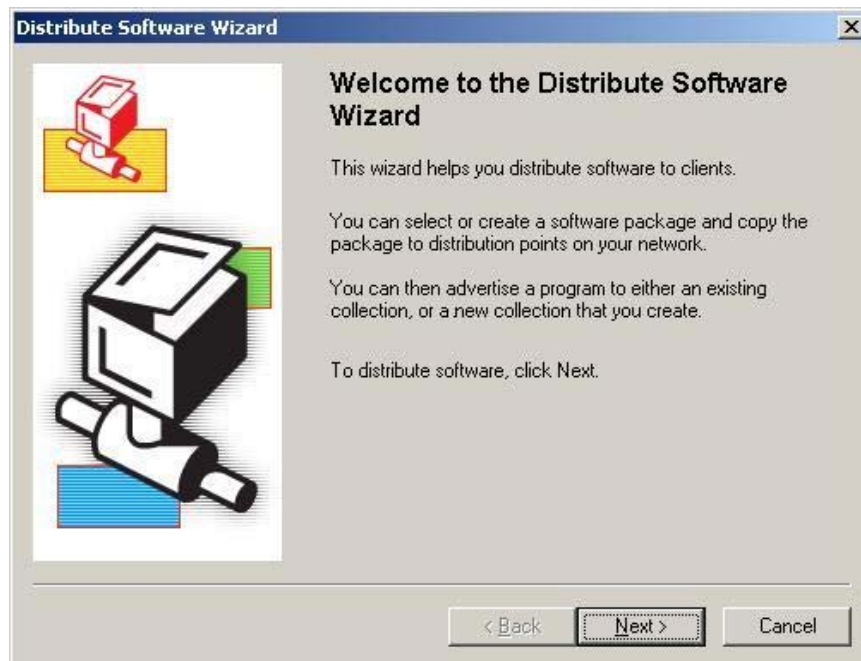 Distribute Software Wizard
Welcome to the Distribute Software
Wizard
This wizard helps you distribute software to clients.
You can select or create a software package and copy the
package to distribution points on your network.
You can then advertise a program to either an existing
collection, or a new collection that you create.
To distribute software, click Next.
< Back
Next >
Cancel